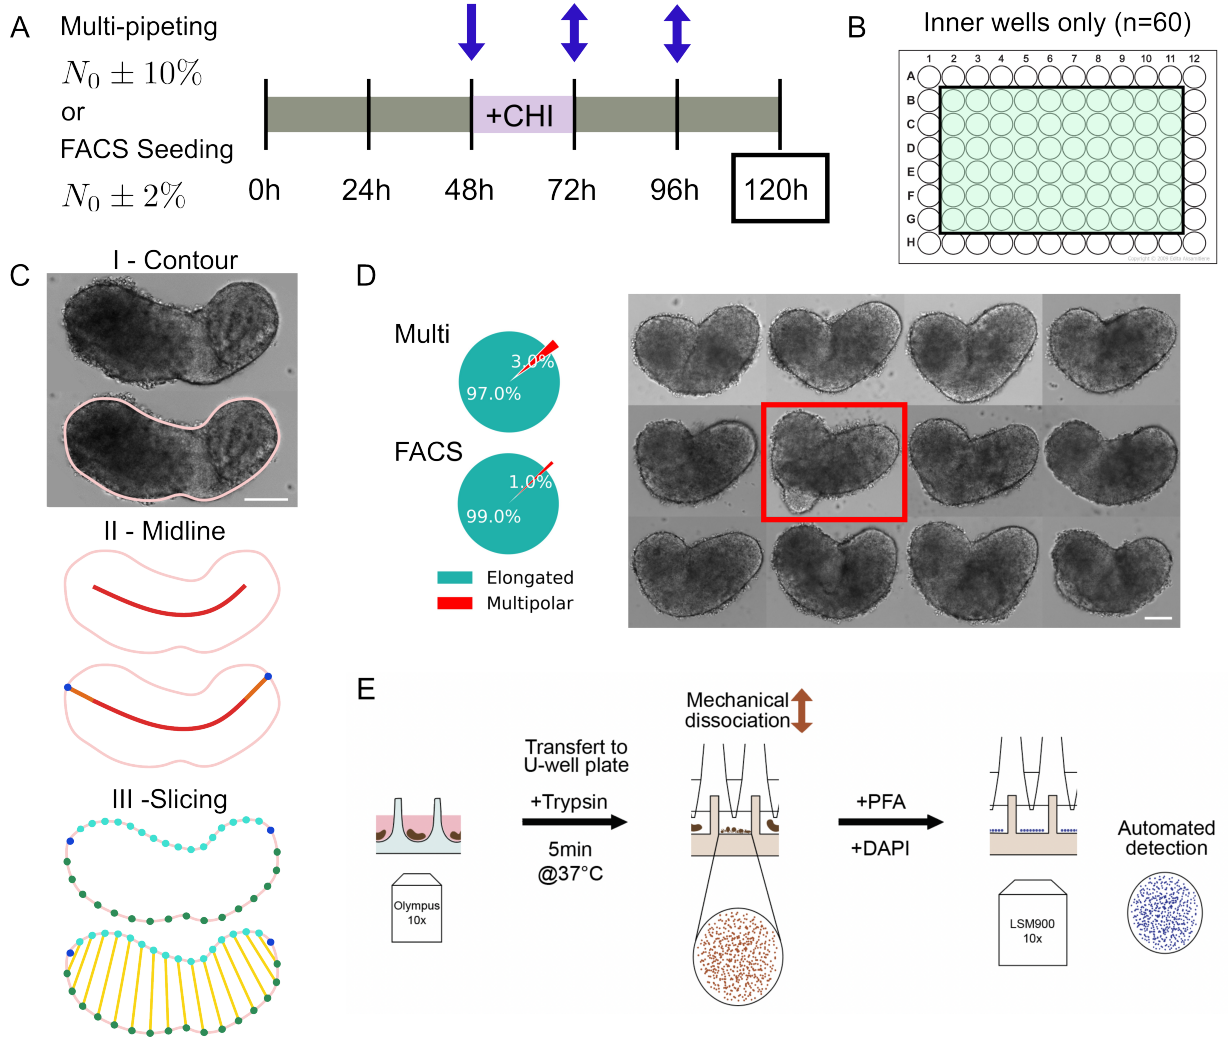 A
Multi-pipeting
N0 ± 10%
or
FACS Seeding
N0 ± 2%
+CHI
0h 24h 48h 72h 96h 120h
B
Inner wells only (n=60)
1 2 3 4 5 6 7 8 9 10 11 12
A
B
C
D
E
F
G
H
C
I - Contour
II - Midline
III -Slicing
D
Multi
3.0%
97.0%
FACS
1.0%
99.0%
Elongated
Multipolar
E
Olympus
10x
Transfert to
U-well plate
+Trypsin
5min
@37°C
Mechanical
dissociation
+PFA
+DAPI
LSM900
10x
Automated
detection